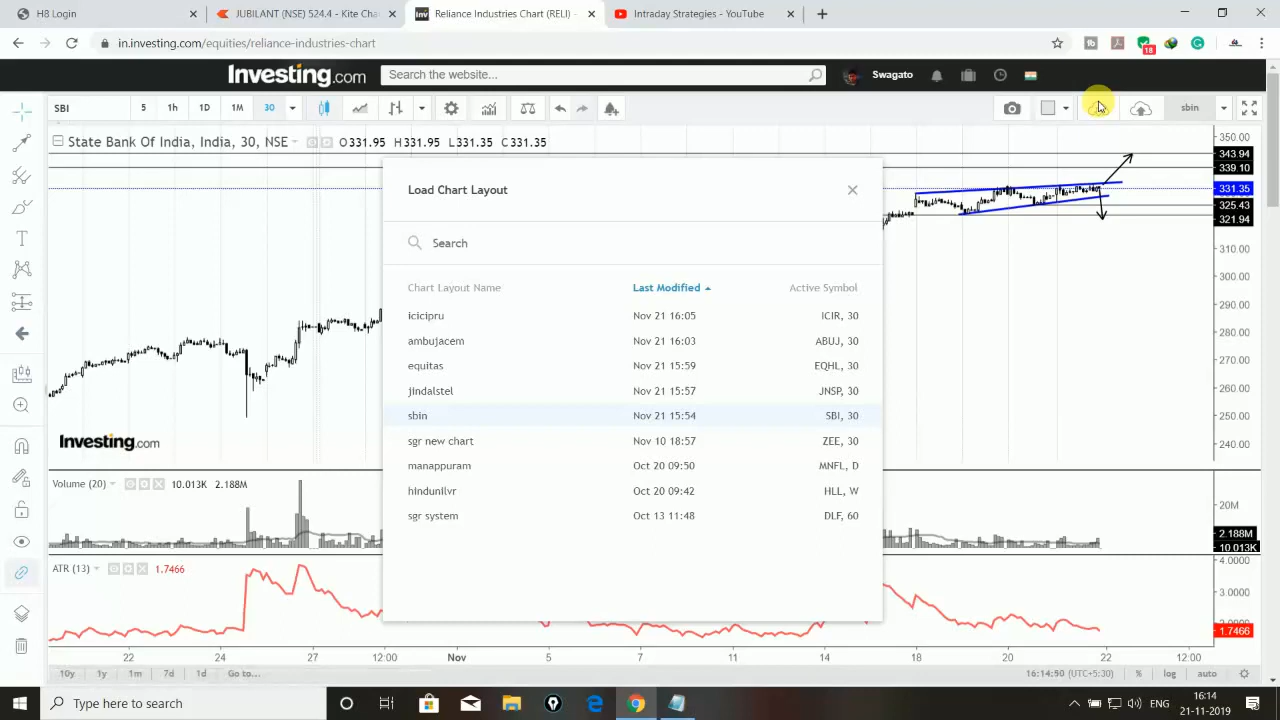 H8 Login
JUBILANT (NSE) 524.4 - Kite Cha
Reliance Industries Chart (RELI) -
Intraday Strategies - YouTube
in.investing.com/equities/reliance-industries-chart
18
Investing.com
Search the website...
Swagato
SBI
5
1h
1D
1M
30
sbin
State Bank Of India, India, 30, NSE
O331.95 H331.95 L331.35 C331.35
350.00
343.94
339.10
331.35
325.43
321.94
310.00
300.00
290.00
280.00
270.00
260.00
250.00
240.00
Load Chart Layout
Search
Chart Layout Name Last Modified Active Symbol
icicipru Nov 21 16:05 ICIR, 30
ambujacem Nov 21 16:03 ABUJ, 30
equitas Nov 21 15:59 EQHL, 30
jindalstel Nov 21 15:57 JNSP, 30
sbin Nov 21 15:54 SBI, 30
sgr new chart Nov 10 18:57 ZEE, 30
manappuram Oct 20 09:50 MNFL, D
hindunilvr Oct 20 09:42 HLL, W
sgr system Oct 13 11:48 DLF, 60
Investing.com
Volume (20) 10.013K 2.188M
20M
2.188M
10.013K
ATR (13) 1.7466
4.0000
3.0000
1.7466
22 24 27 12:00 Nov 5 7 11 14 18 20 22 12:00
10y 1y 1m 7d 1d Go to...
16:14:50 (UTC+5:30) % log auto
Type here to search
ENG
16:14
21-11-2019